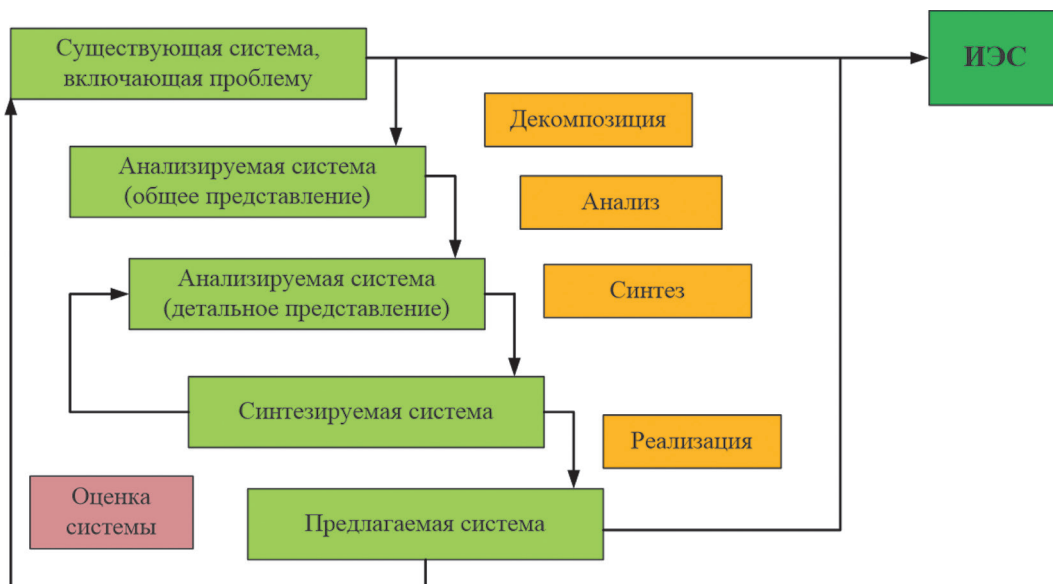 Существующая система,
включающая проблему
ИЭС
Декомпозиция
Анализируемая система
(общее представление)
Анализ
Анализируемая система
(детальное представление)
Синтез
Синтезируемая система
Реализация
Оценка
системы
Предлагаемая система